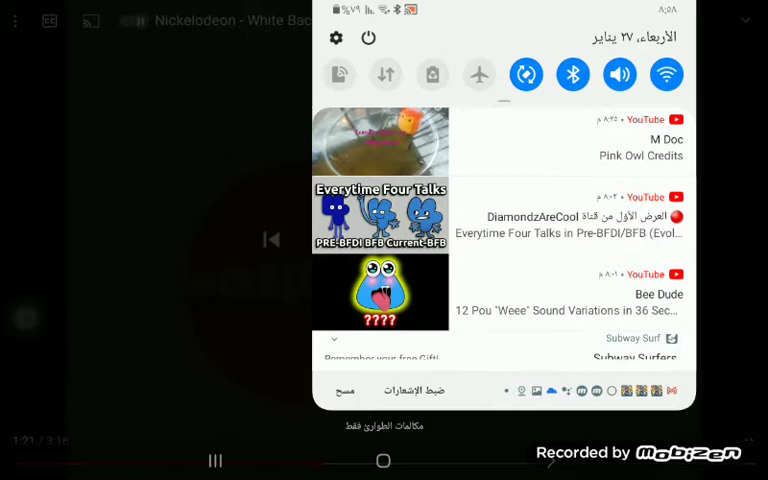 Nickelodeon - White Bac
٪٧٩
٨:٥٨
الأربعاء، ٢٧ يناير
YouTube • ٨:٢٥ م
M Doc
Pink Owl Credits
Everytime Four Talks
PRE-BFDI BFB Current-BFB
YouTube • ٨:٠٢ م
العرض الأول من قناة DiamondzAreCool
Everytime Four Talks in Pre-BFDI/BFB (Evol...
????
YouTube • ٨:٠١ م
Bee Dude
12 Pou "Weee" Sound Variations in 36 Sec...
Subway Surf
Subway Surfers
Remember your free Gift!
ضبط الإشعارات
مسح
مكالمات الطوارئ فقط
1:21 / 3:16
Recorded by Mobizen